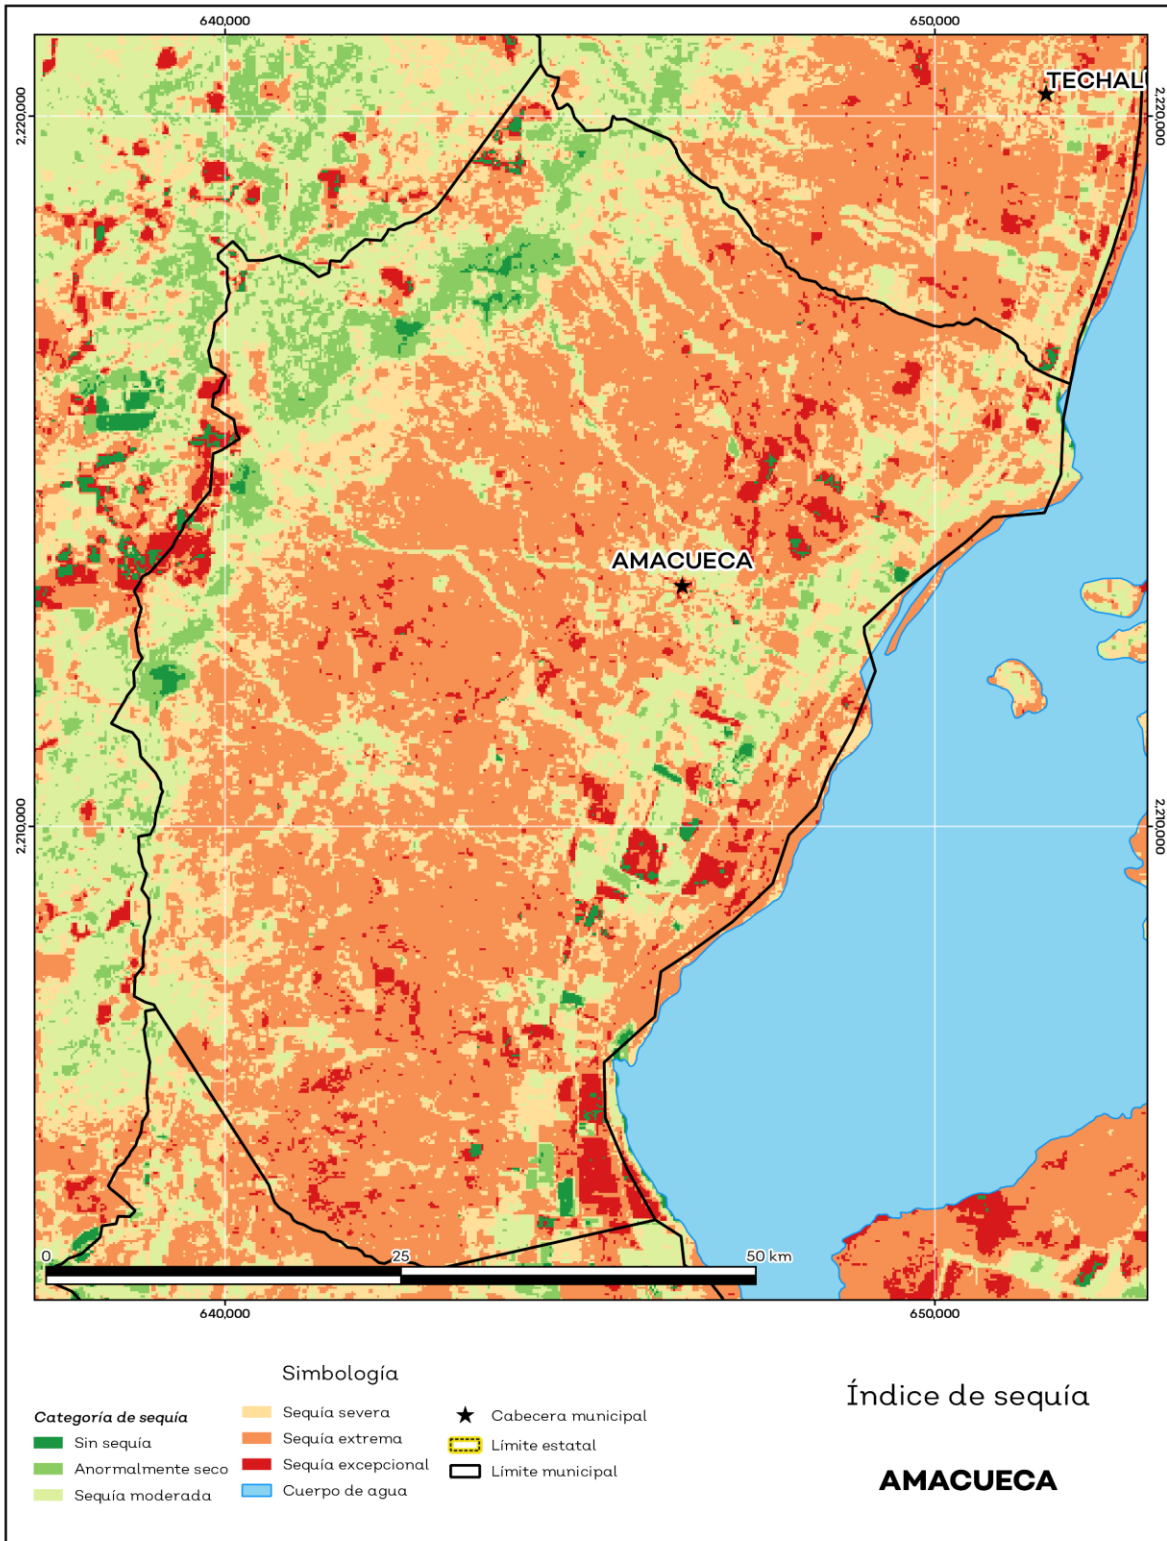 640,000
650,000
TECHALU
2,220,000
2,220,000
AMACUECA
2,210,000
2,210,000
0
25
50 km
640,000
650,000
Simbología
Categoría de sequía
Sin sequía
Anormalmente seco
Sequía moderada
Sequía severa
Sequía extrema
Sequía excepcional
Cuerpo de agua
Cabecera municipal
Límite estatal
Límite municipal
Índice de sequía
AMACUECA